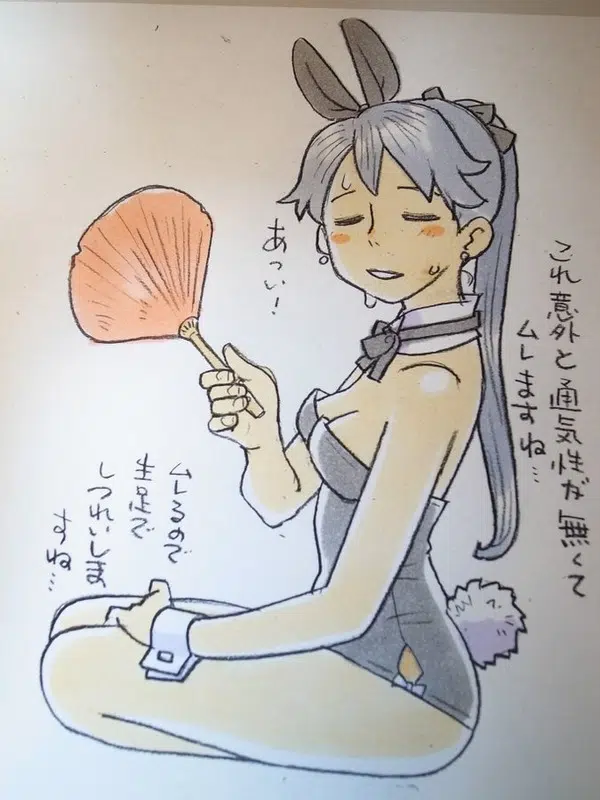 これ意外と通気性が無くて
ムレますね…
あつい!
ムレるので
生足で
しつれいしま
すね…